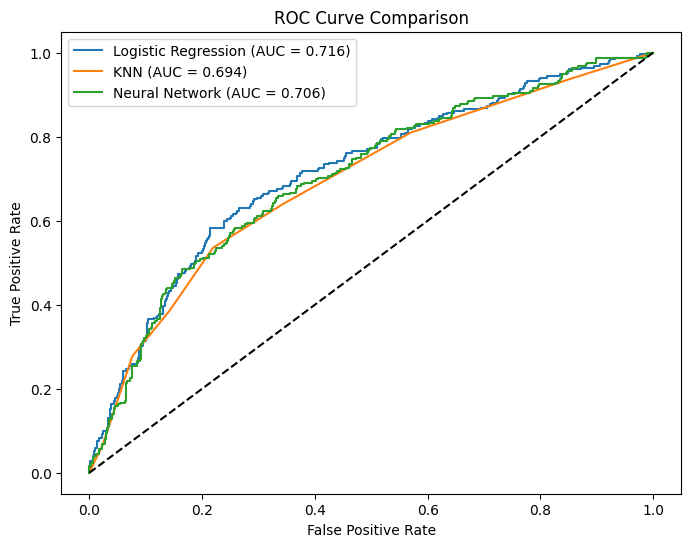 ROC Curve Comparison
Logistic Regression (AUC = 0.716)
KNN (AUC = 0.694)
Neural Network (AUC = 0.706)
True Positive Rate
1.0
0.8
0.6
0.4
0.2
0.0
0.0 0.2 0.4 0.6 0.8 1.0
False Positive Rate